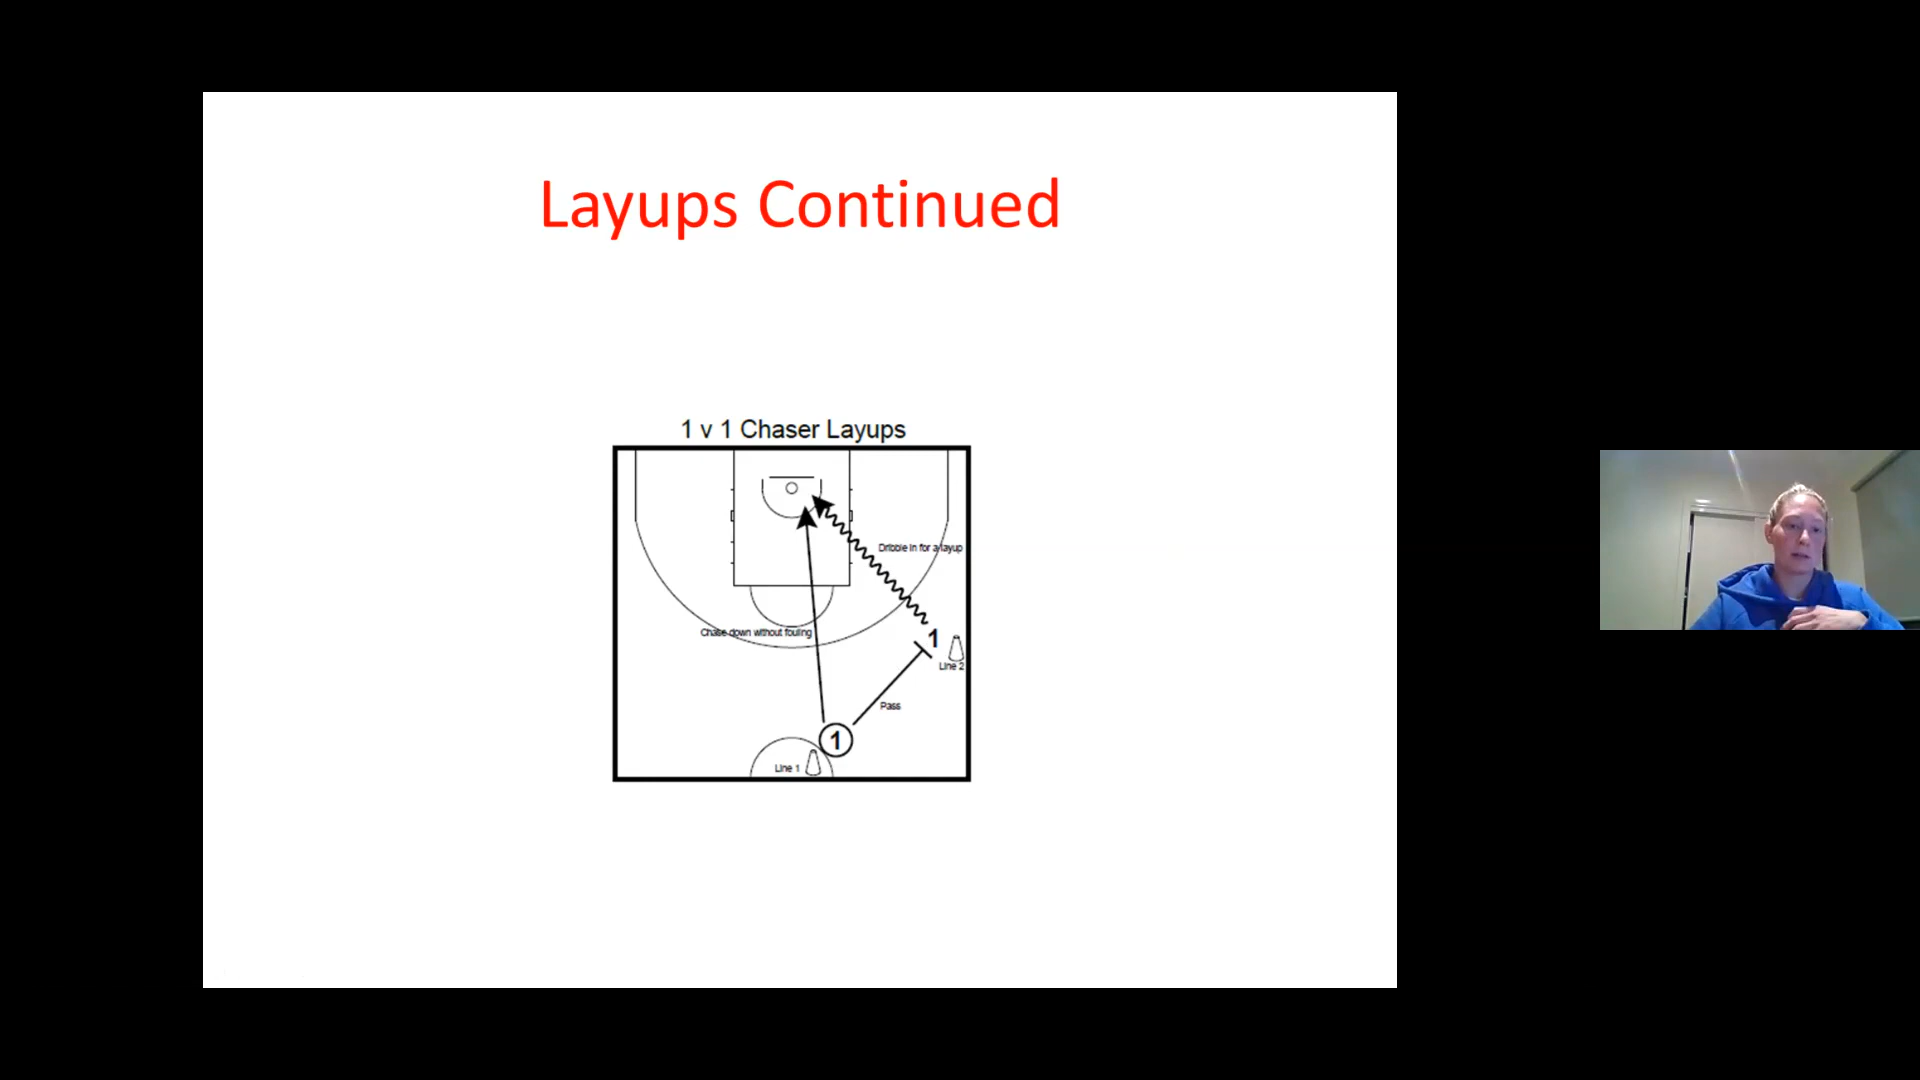 Layups Continued
1 v 1 Chaser Layups
Dribble in for a layup
Chase down without fouling
1
Line 2
Pass
1
Line 1